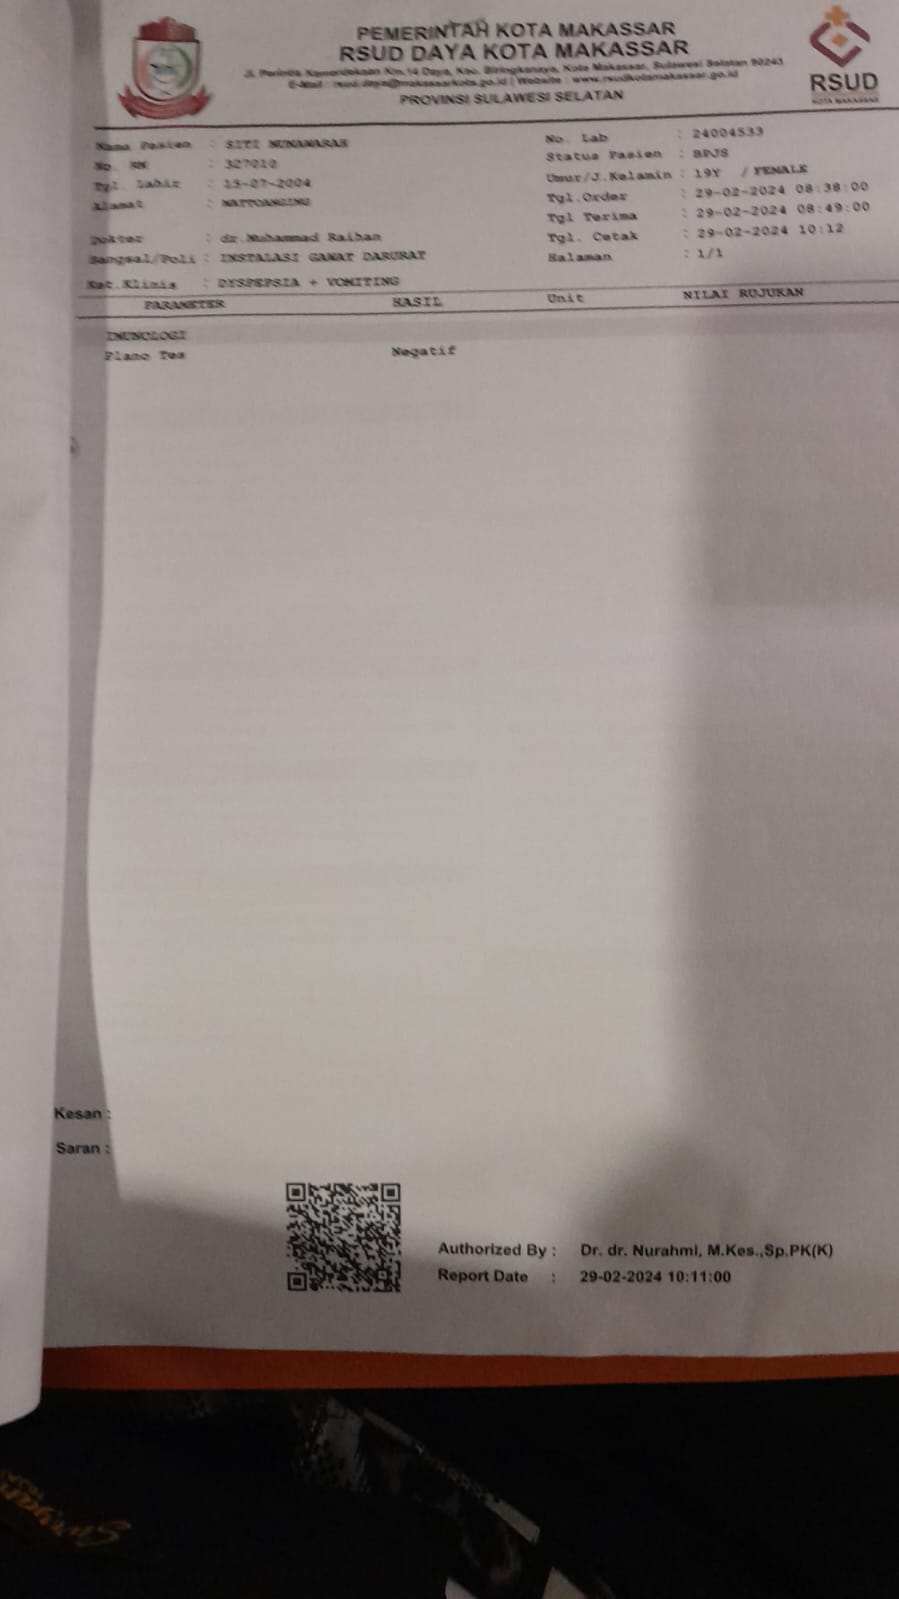 PEMERINTAH KOTA MAKASSAR
RSUD DAYA KOTA MAKASSAR
Jl. Perintis Kemerdekaan Km.14 Daya, Kec. Biringkanaya, Kota Makassar, Sulawesi Selatan 90243
E-Mail : rsud.daya@makassarkota.go.id | Website : www.rsudkotamakassar.go.id
PROVINSI SULAWESI SELATAN
RSUD
KOTA MAKASSAR
Nama Pasien : SITI
No. RM : 327010
Tgl. Lahir : 15-07-2004
Alamat : MATTOANGING
Dokter : dr.Muhammad Raihan
Bangsal/Poli : INSTALASI GAWAT DARURAT
Ket.Klinis : DYSPEPSIA + VOMITING
No. Lab : 24004533
Status Pasien : BPJS
Umur/J.Kelamin : 19Y / FEMALE
Tgl.Order : 29-02-2024 08:38:00
Tgl Terima : 29-02-2024 08:49:00
Tgl. Cetak : 29-02-2024 10:12
Halaman : 1/1
PARAMETER HASIL Unit NILAI RUJUKAN
IMUNOLOGI
Plano Tes Negatif
Kesan :
Saran :
Authorized By : Dr. dr. Nurahmi, M.Kes.,Sp.PK(K)
Report Date : 29-02-2024 10:11:00